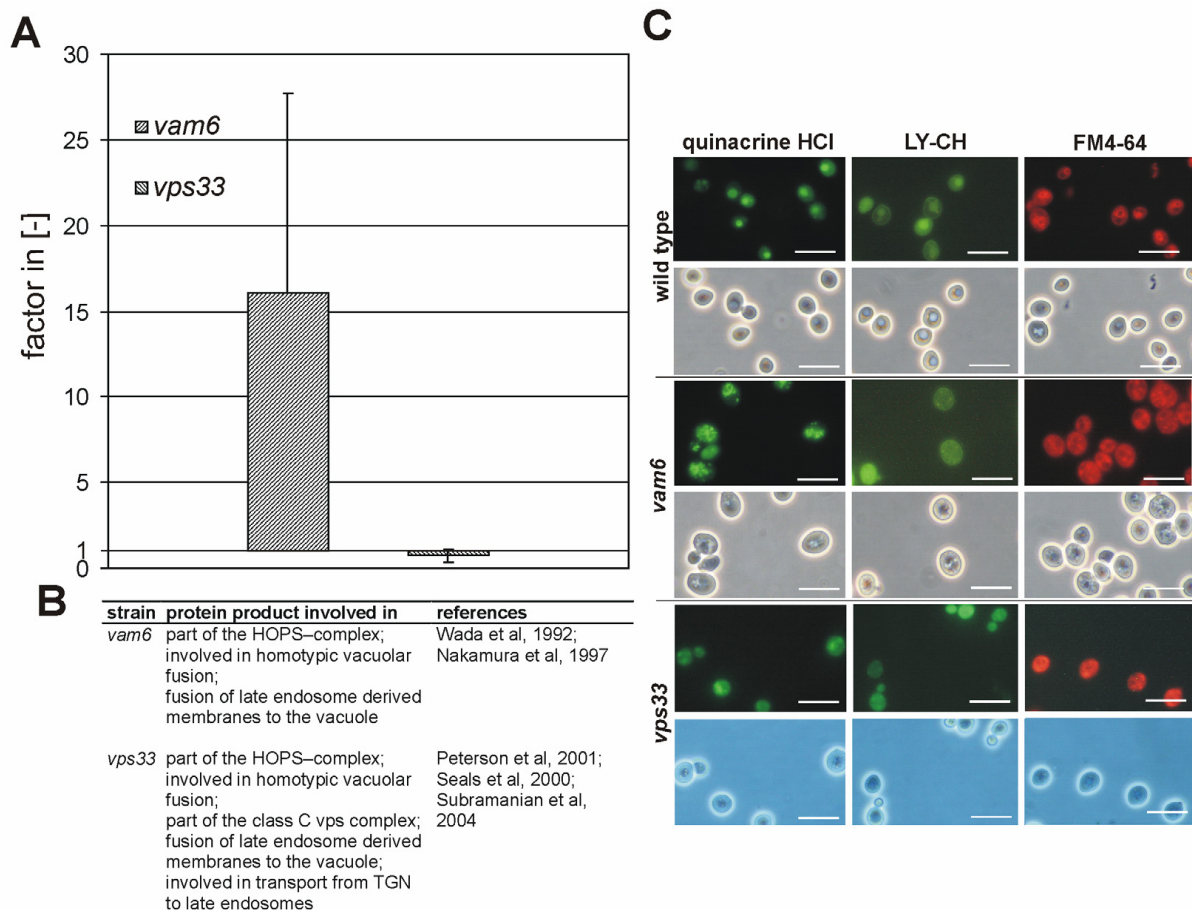 A
30
25
20
15
10
5
1
0
factor in [-]
vam6
vps33
B
strain protein product involved in references
vam6 part of the HOPS–complex; Wada et al, 1992;
involved in homotypic vacuolar Nakamura et al, 1997
fusion;
fusion of late endosome derived
membranes to the vacuole
vps33 part of the HOPS–complex; Peterson et al, 2001;
involved in homotypic vacuolar Seals et al, 2000;
fusion; Subramanian et al,
part of the class C vps complex; 2004
fusion of late endosome derived
membranes to the vacuole;
involved in transport from TGN
to late endosomes
C
quinacrine HCl LY-CH FM4-64
wild type
vam6
vps33